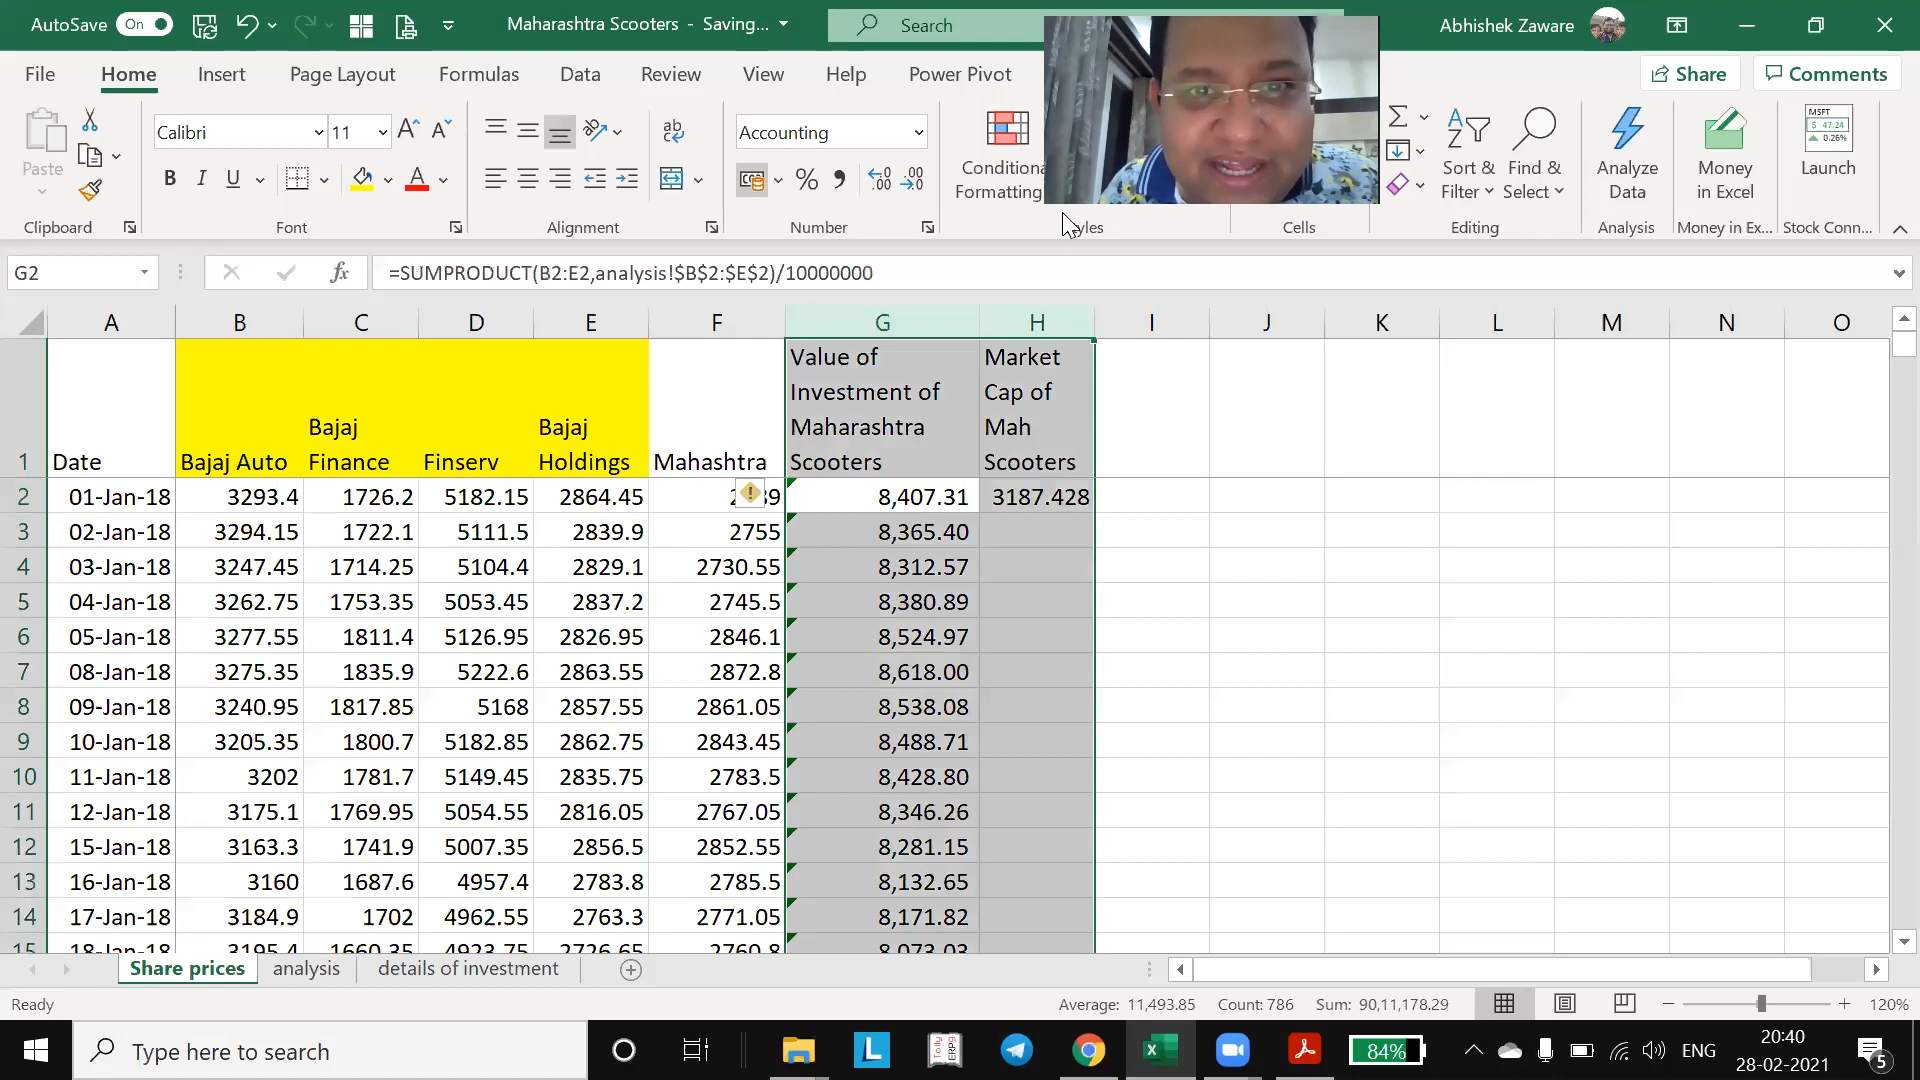 AutoSave On Maharashtra Scooters - Saving... Search Abhishek Zaware
File Home Insert Page Layout Formulas Data Review View Help Power Pivot Share Comments
Paste Calibri 11 ab Accounting Conditiona Formatting Sort & Filter Find & Select Analyze Data Money in Excel MSFT $ 47.24 0.26% Launch
B I U % 9
Clipboard Font Alignment Number yles Cells Editing Analysis Money in Ex... Stock Conn...
G2 fx =SUMPRODUCT(B2:E2,analysis!$B$2:$E$2)/10000000
A B C D E F G H I J K L M N O
1 Date Bajaj Auto Bajaj Finance Finserv Bajaj Holdings Mahashtra Value of Investment of Maharashtra Scooters Market Cap of Mah Scooters
2 01-Jan-18 3293.4 1726.2 5182.15 2864.45 8,407.31 3187.428
3 02-Jan-18 3294.15 1722.1 5111.5 2839.9 2755 8,365.40
4 03-Jan-18 3247.45 1714.25 5104.4 2829.1 2730.55 8,312.57
5 04-Jan-18 3262.75 1753.35 5053.45 2837.2 2745.5 8,380.89
6 05-Jan-18 3277.55 1811.4 5126.95 2826.95 2846.1 8,524.97
7 08-Jan-18 3275.35 1835.9 5222.6 2863.55 2872.8 8,618.00
8 09-Jan-18 3240.95 1817.85 5168 2857.55 2861.05 8,538.08
9 10-Jan-18 3205.35 1800.7 5182.85 2862.75 2843.45 8,488.71
10 11-Jan-18 3202 1781.7 5149.45 2835.75 2783.5 8,428.80
11 12-Jan-18 3175.1 1769.95 5054.55 2816.05 2767.05 8,346.26
12 15-Jan-18 3163.3 1741.9 5007.35 2856.5 2852.55 8,281.15
13 16-Jan-18 3160 1687.6 4957.4 2783.8 2785.5 8,132.65
14 17-Jan-18 3184.9 1702 4962.55 2763.3 2771.05 8,171.82
15 18-Jan-18 3195.4 1660.35 4923.75 2726.65 2760.8 8,073.03
Share prices analysis details of investment
Ready Average: 11,493.85 Count: 786 Sum: 90,11,178.29 120%
Type here to search L Tally ERP9 84% ENG 20:40
28-02-2021 5